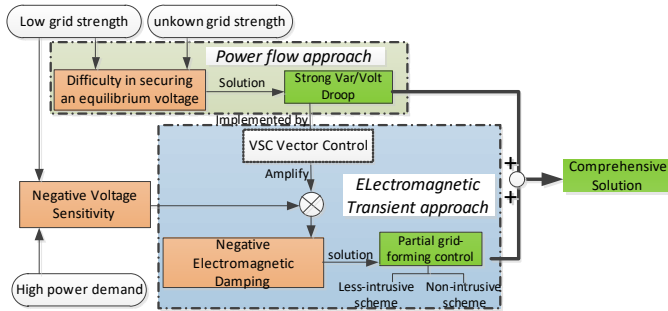 Low grid strength
unkown grid strength
Power flow approach
Difficulty in securing
an equilibrium voltage
Solution
Strong Var/Volt
Droop
Implemented by
VSC Vector Control
Amplify
ELectromagnetic
Transient approach
Comprehensive
Solution
Negative Voltage
Sensitivity
Negative
Electromagnetic
Damping
solution
Partial grid-
forming control
Less-intrusive
scheme
Non-intrusive
scheme
High power demand
+
+